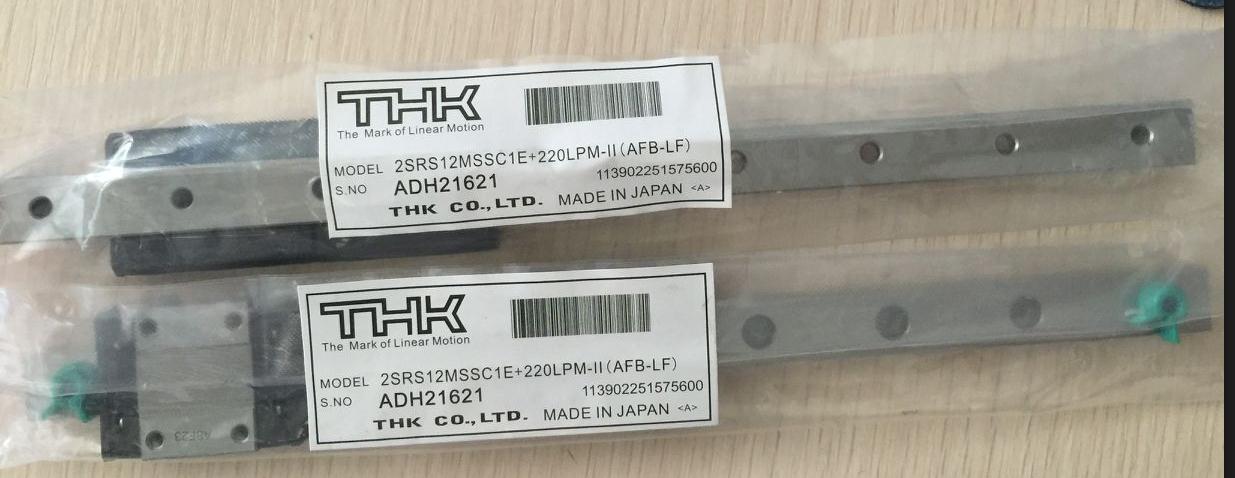 THK
The Mark of Linear Motion
MODEL 2SRS12MSSC1E+220LPM-II(AFB-LF)
S.NO ADH21621 113902251575600
THK CO.,LTD. MADE IN JAPAN <A>
THK
The Mark of Linear Motion
MODEL 2SRS12MSSC1E+220LPM-II(AFB-LF)
S.NO ADH21621 113902251575600
THK CO.,LTD. MADE IN JAPAN <A>